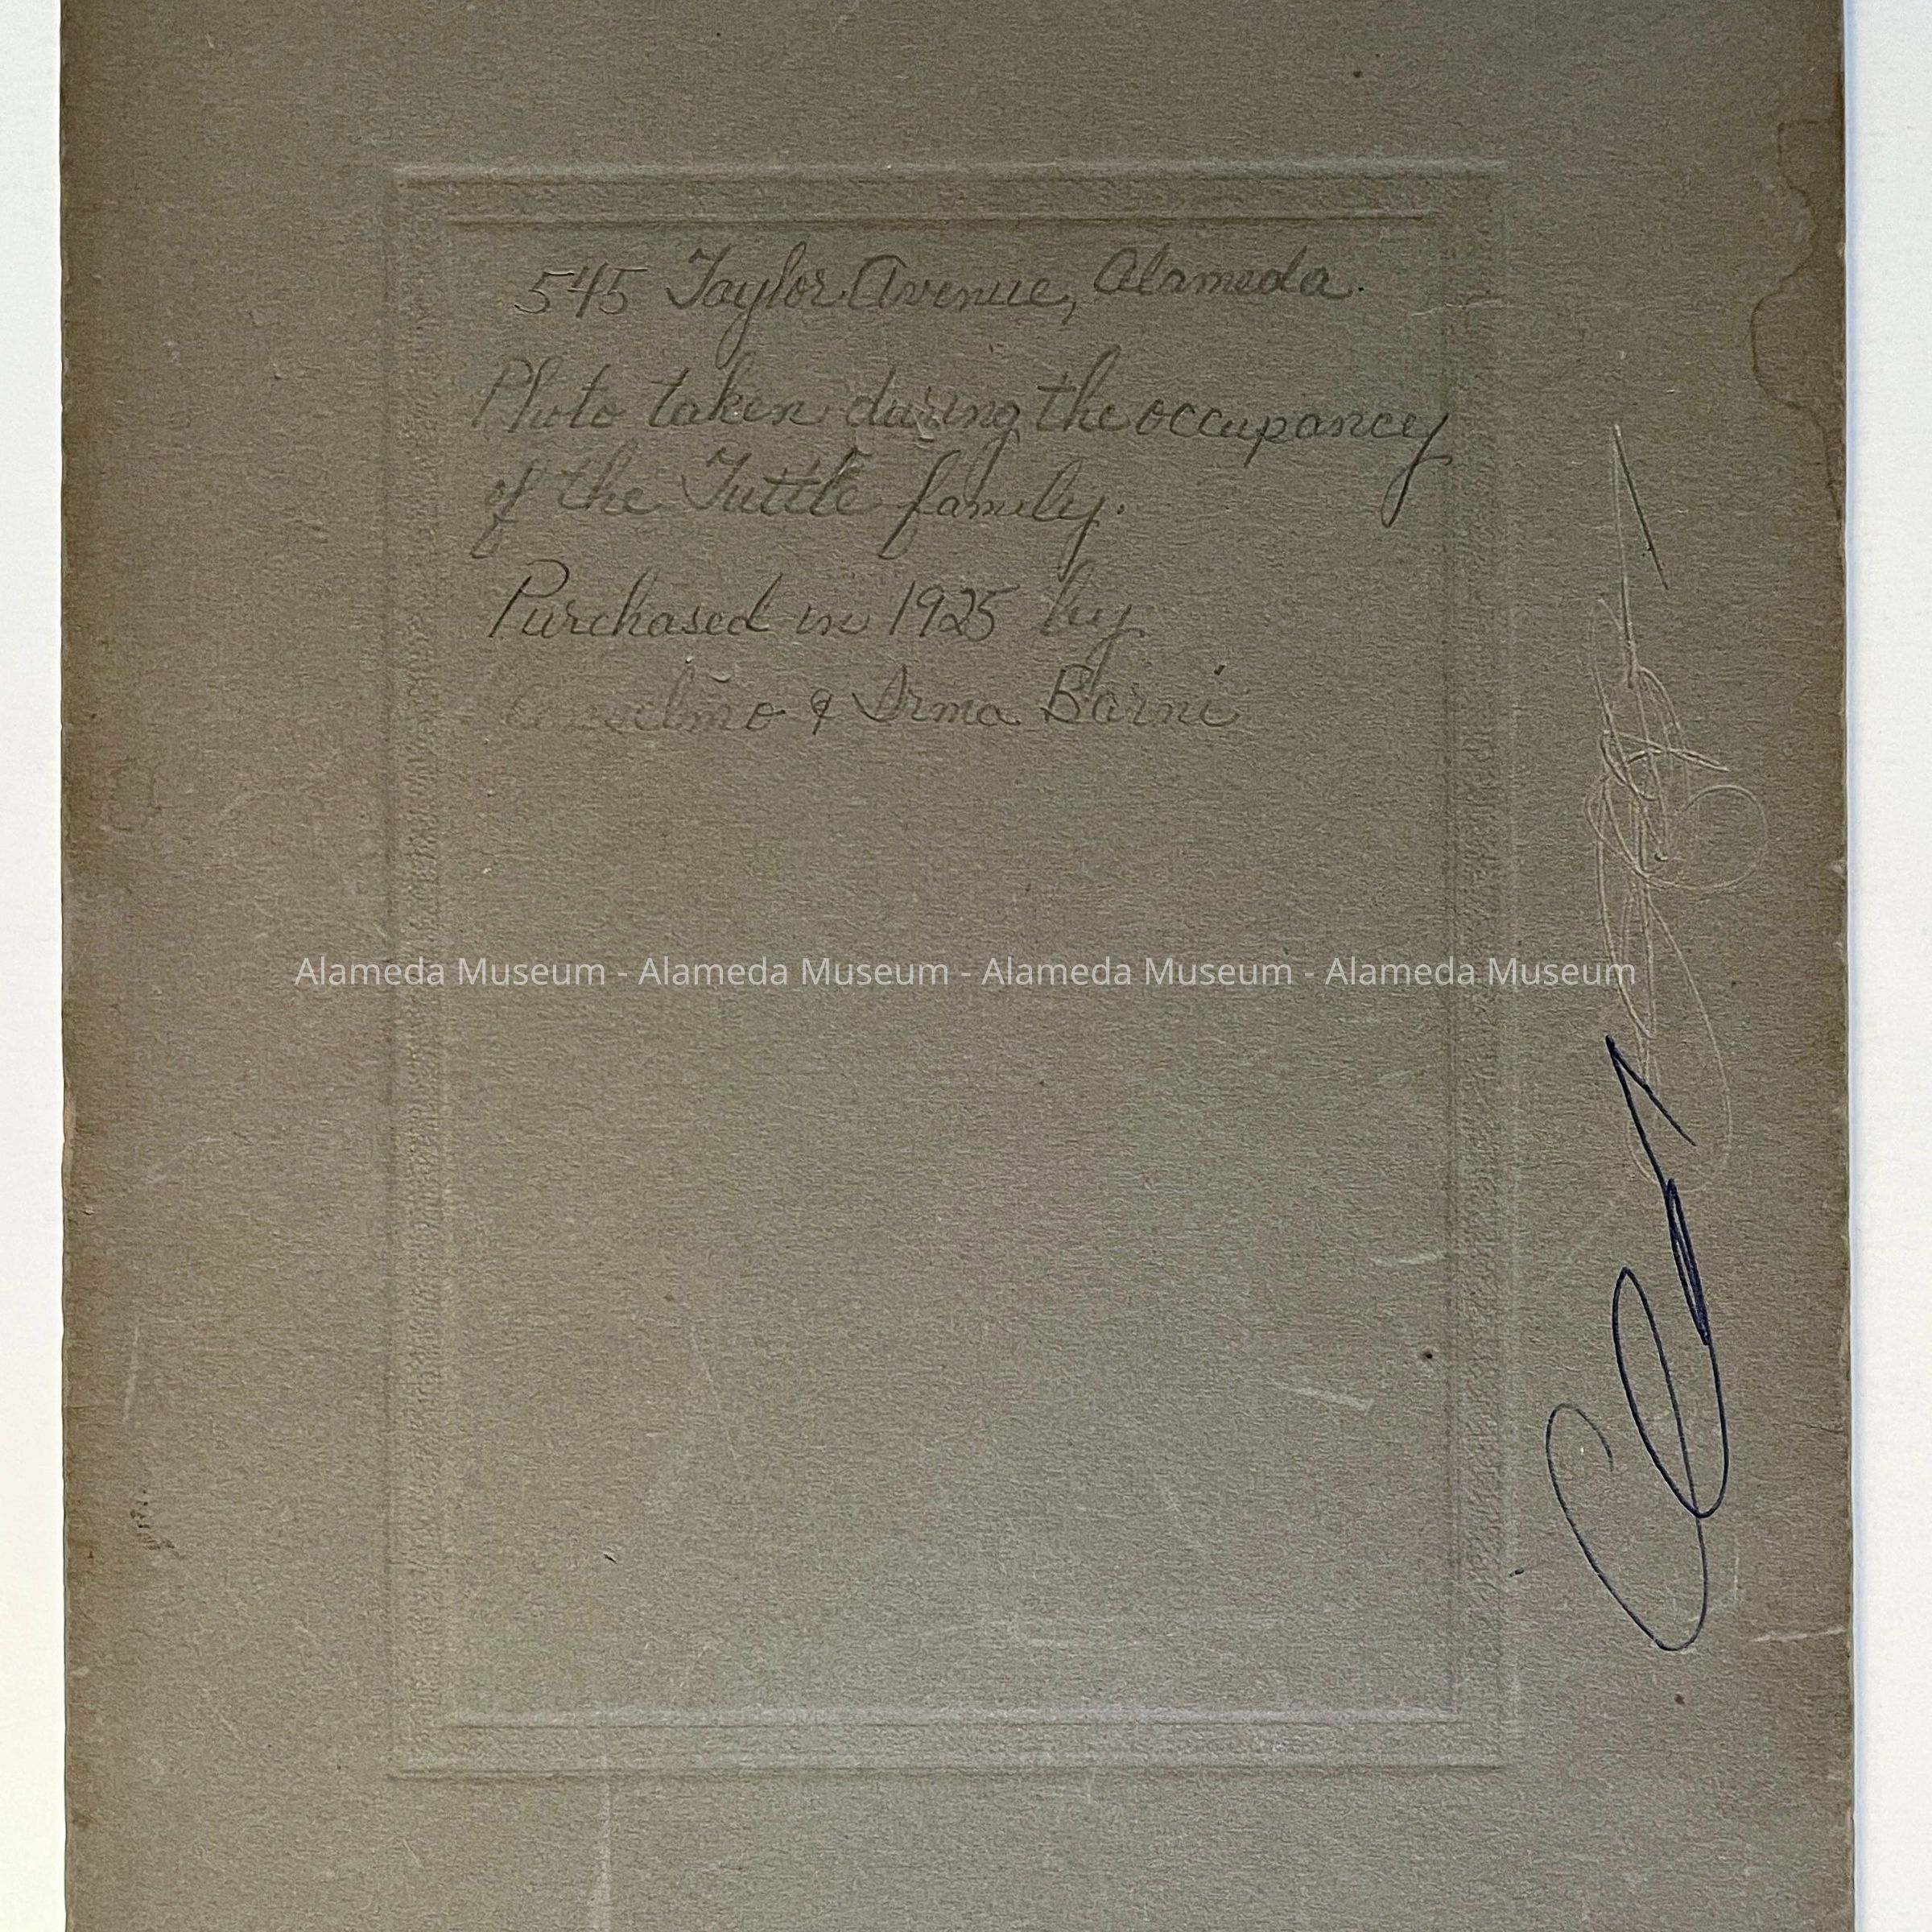 545 Taylor Avenue, Alameda.
Photo taken during the occupancy
of the Tuttle family.
Purchased in 1925 by
Anselmo & Irma Barni
Alameda Museum - Alameda Museum - Alameda Museum - Alameda Museum